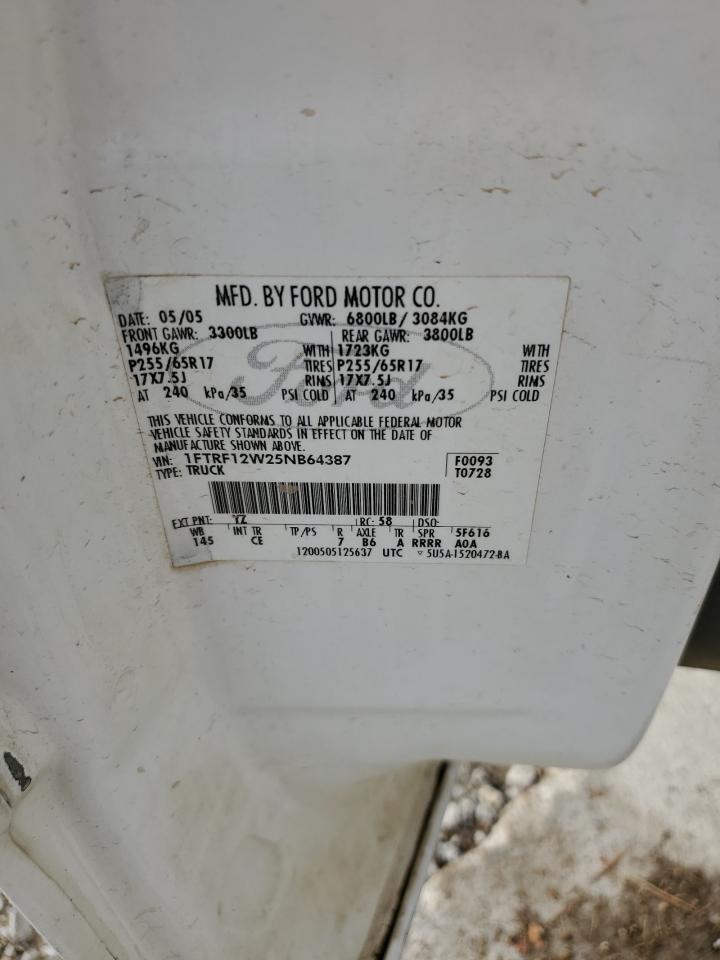 MFD. BY FORD MOTOR CO.
DATE: 05/05 GVWR: 6800LB/ 3084KG
FRONT GAWR: 3300LB REAR GAWR: 3800LB
1496KG WITH 1723KG WITH
P255/65R17 TIRES P255/65R17 TIRES
17X7.5J RIMS 17X7.5J RIMS
AT 240 kPa/35 PSI COLD AT 240 kPa/35 PSI COLD
Ford
THIS VEHICLE CONFORMS TO ALL APPLICABLE FEDERAL MOTOR
VEHICLE SAFETY STANDARDS IN EFFECT ON THE DATE OF
MANUFACTURE SHOWN ABOVE.
VIN: 1FTRF12W25NB64387 F0093
TYPE: TRUCK T0728
EXT PNT: YZ RC: 58 DSO:
WB INT TR TP/PS R AXLE TR SPR 5F616
145 CE 7 B6 A RRRR A0A
1200505125637 UTC ▽ 5U5A-1520472-BA